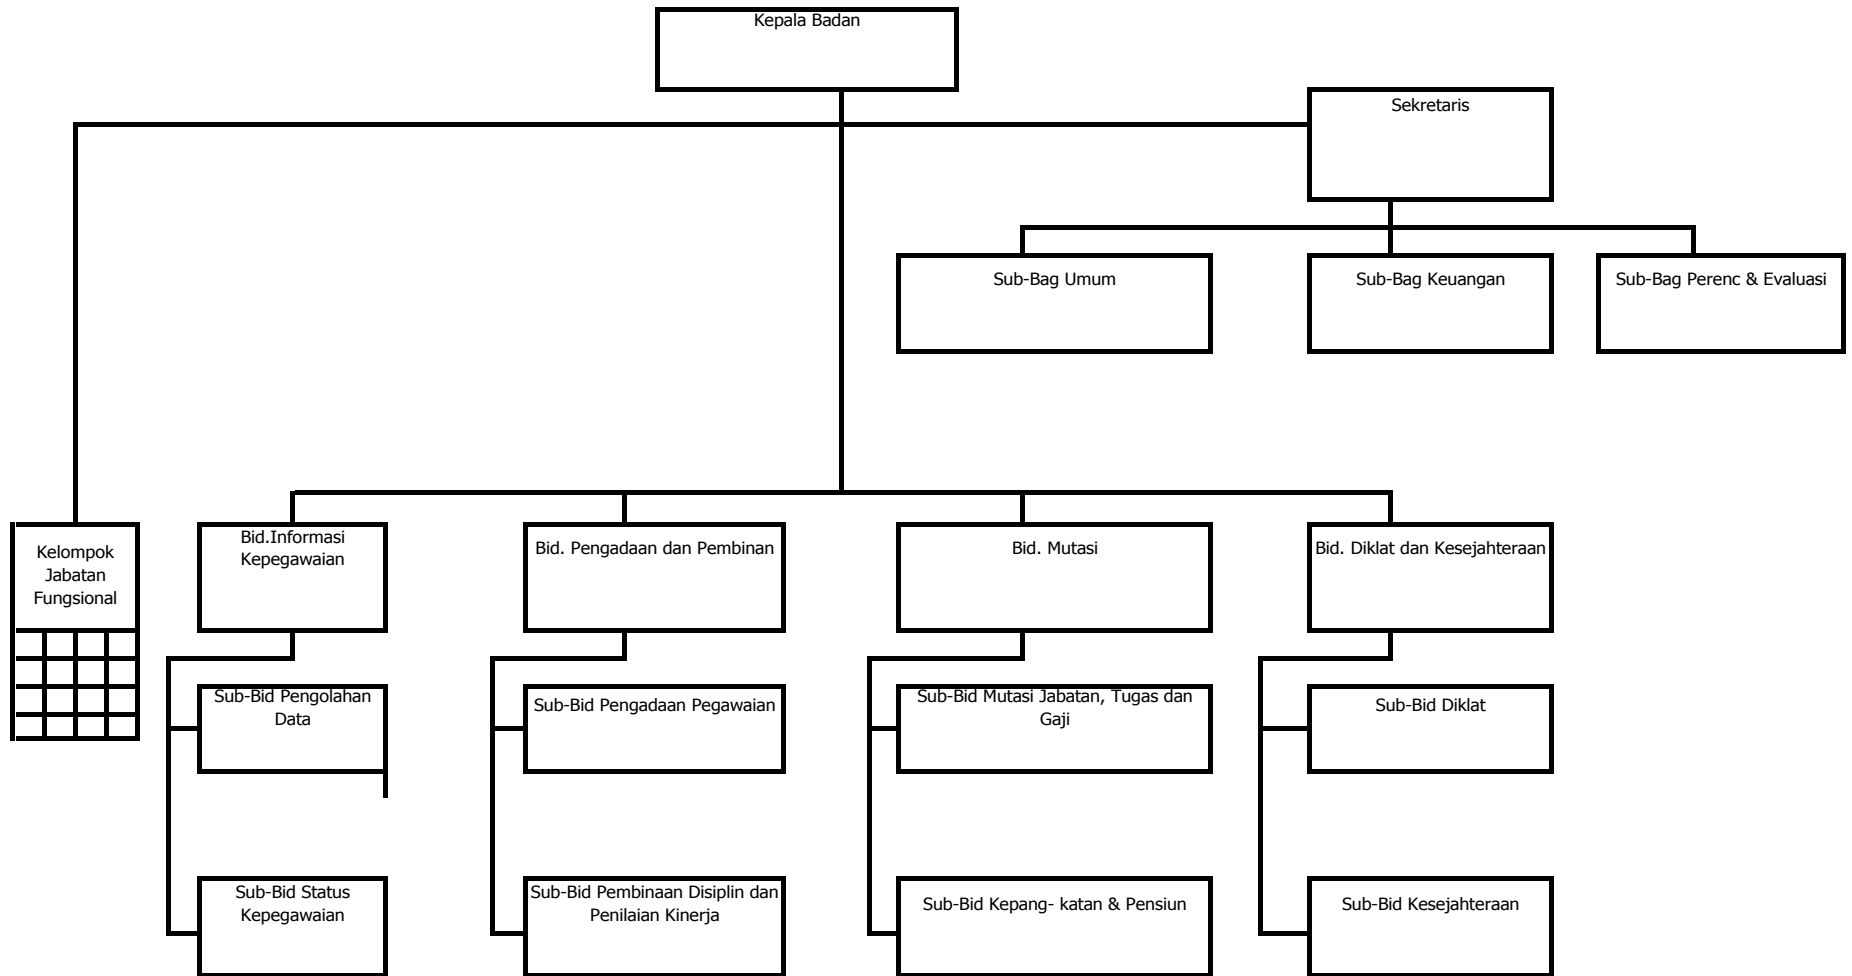 Kepala Badan
Sekretaris
Sub-Bag Umum
Sub-Bag Keuangan
Sub-Bag Perenc & Evaluasi
Kelompok
Jabatan
Fungsional
Bid.Informasi
Kepegawaian
Bid. Pengadaan dan Pembinan
Bid. Mutasi
Bid. Diklat dan Kesejahteraan
Sub-Bid Pengolahan
Data
Sub-Bid Pengadaan Pegawaian
Sub-Bid Mutasi Jabatan, Tugas dan
Gaji
Sub-Bid Diklat
Sub-Bid Status
Kepegawaian
Sub-Bid Pembinaan Disiplin dan
Penilaian Kinerja
Sub-Bid Kepang- katan & Pensiun
Sub-Bid Kesejahteraan